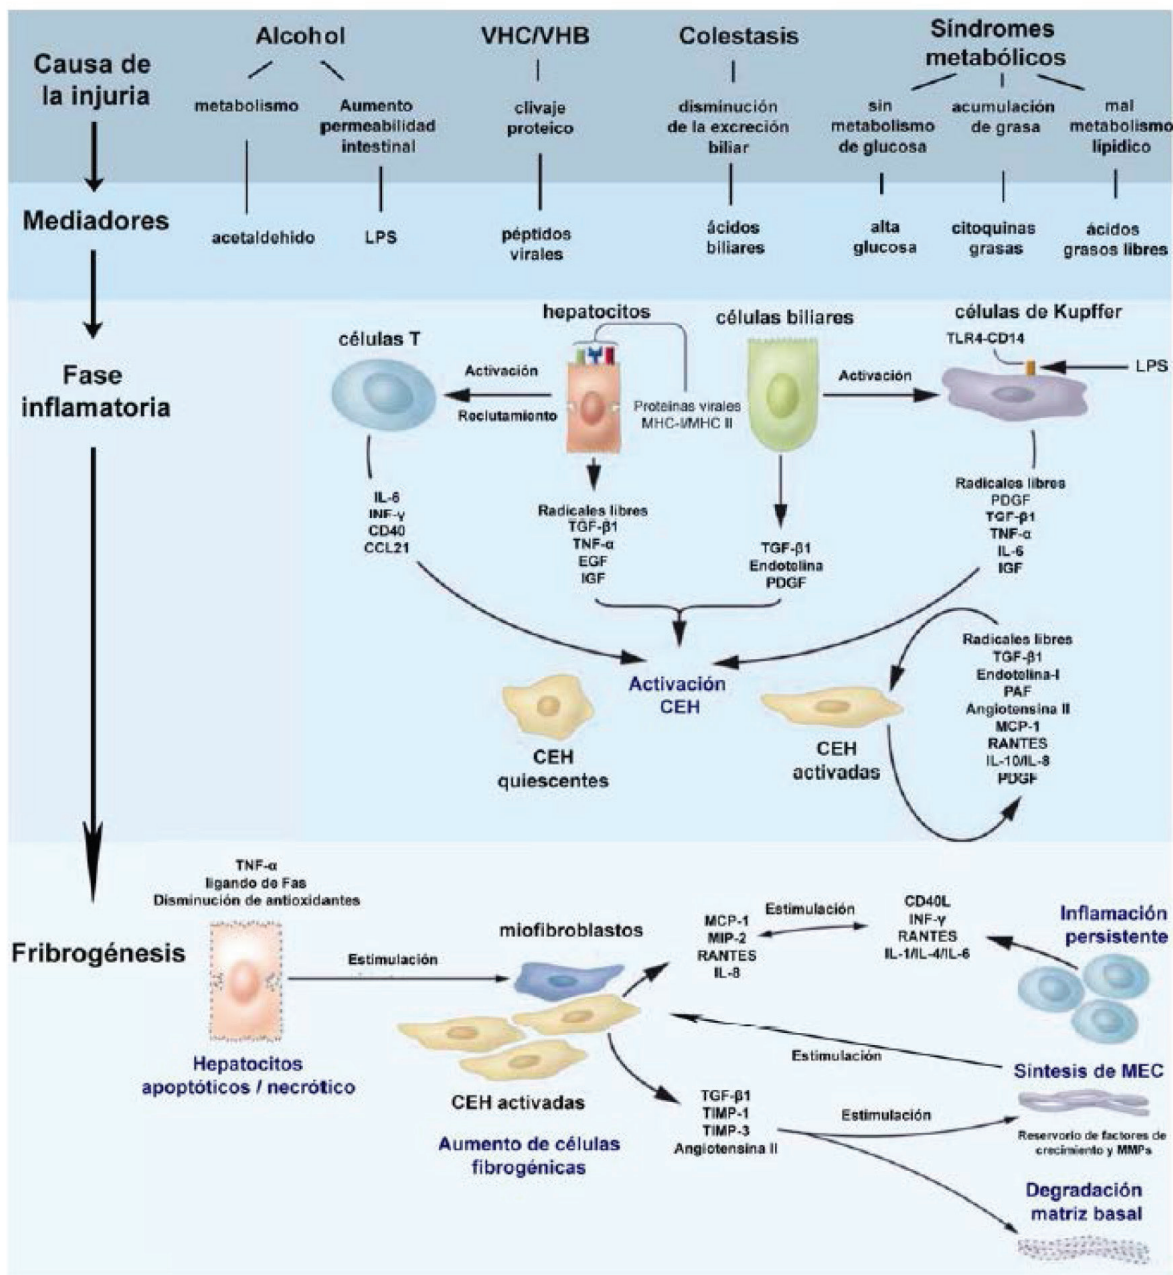 Causa de
la injuria
Alcohol
VHC/VHB
Colestasis
Síndromes
metabólicos
metabolismo
Aumento
permeabilidad
intestinal
clivaje
proteico
disminución
de la excreción
biliar
sin
metabolismo
de glucosa
acumulación
de grasa
mal
metabolismo
lipidico
Mediadores
acetaldehido
LPS
péptidos
virales
ácidos
biliares
alta
glucosa
citoquinas
grasas
ácidos
grasos libres
Fase
inflamatoria
células T
hepatocitos
células biliares
células de Kupffer
TLR4-CD14
LPS
Activación
Reclutamiento
Proteinas virales
MHC-I/MHC II
Activación
IL-6
INF-γ
CD40
CCL21
Radicales libres
TGF-β1
TNF-α
EGF
IGF
TGF-β1
Endotelina
PDGF
Radicales libres
PDGF
TGF-β1
TNF-α
IL-6
IGF
Activación
CEH
CEH
quiescentes
CEH
activadas
Radicales libres
TGF-β1
Endotelina-I
PAF
Angiotensina II
MCP-1
RANTES
IL-10/IL-8
PDGF
Fribrogénesis
TNF-α
ligando de Fas
Disminución de antioxidantes
Estimulación
Hepatocitos
apoptóticos / necrótico
miofibroblastos
CEH activadas
Aumento de células
fibrogénicas
MCP-1
MIP-2
RANTES
IL-8
Estimulación
CD40L
INF-γ
RANTES
IL-1/IL-4/IL-6
Inflamación
persistente
Estimulación
Síntesis de MEC
TGF-β1
TIMP-1
TIMP-3
Angiotensina II
Estimulación
Reservorio de factores de
crecimiento y MMPs
Degradación
matriz basal